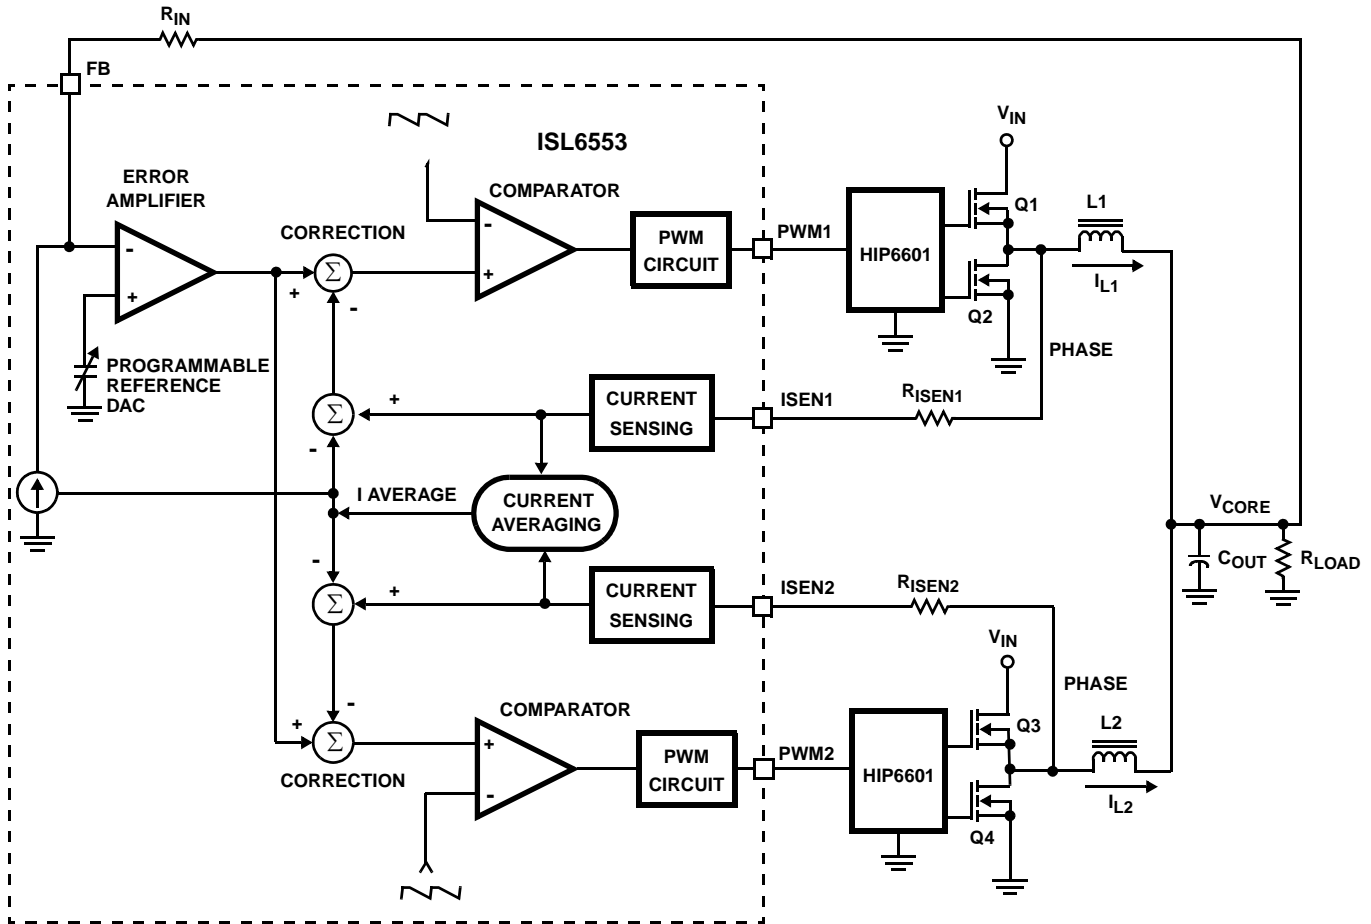 RIN
FB
ISL6553
VIN
ERROR
AMPLIFIER
COMPARATOR
Q1
L1
CORRECTION
-
-
PWM
CIRCUIT
PWM1
HIP6601
+
+
Σ
+
-
IL1
Q2
PROGRAMMABLE
REFERENCE
DAC
PHASE
+
CURRENT
SENSING
ISEN1
RISEN1
Σ
-
I AVERAGE
CURRENT
AVERAGING
VCORE
-
+
CURRENT
SENSING
ISEN2
RISEN2
COUT
RLOAD
Σ
VIN
-
COMPARATOR
PHASE
+
Σ
+
Q3
L2
CORRECTION
PWM
CIRCUIT
PWM2
HIP6601
-
IL2
Q4